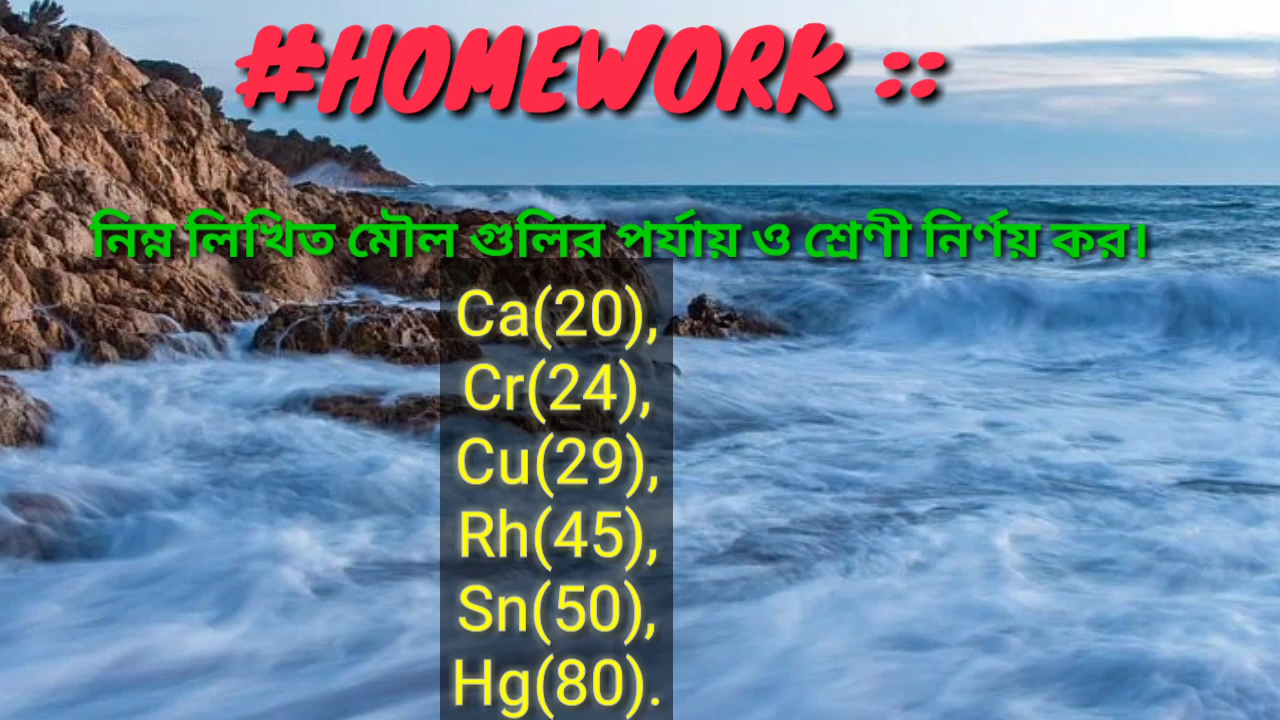 #HOMEWORK ::
নিম্ন লিখিত মৌল গুলির পর্যায় ও শ্রেণী নির্ণয় কর।
Ca(20),
Cr(24),
Cu(29),
Rh(45),
Sn(50),
Hg(80).